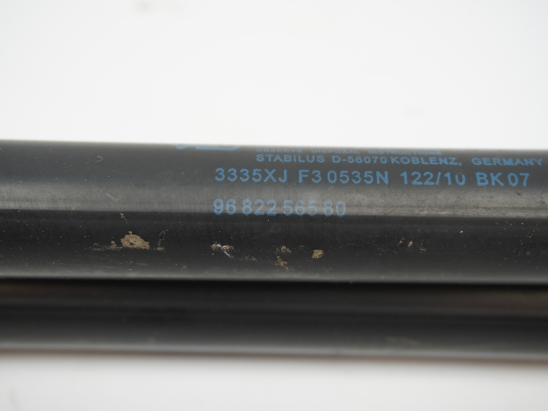 STABILUS D-56070 KOBLENZ, GERMANY
3335XJ F3 0535N 122/10 BK07
96 822 565 80